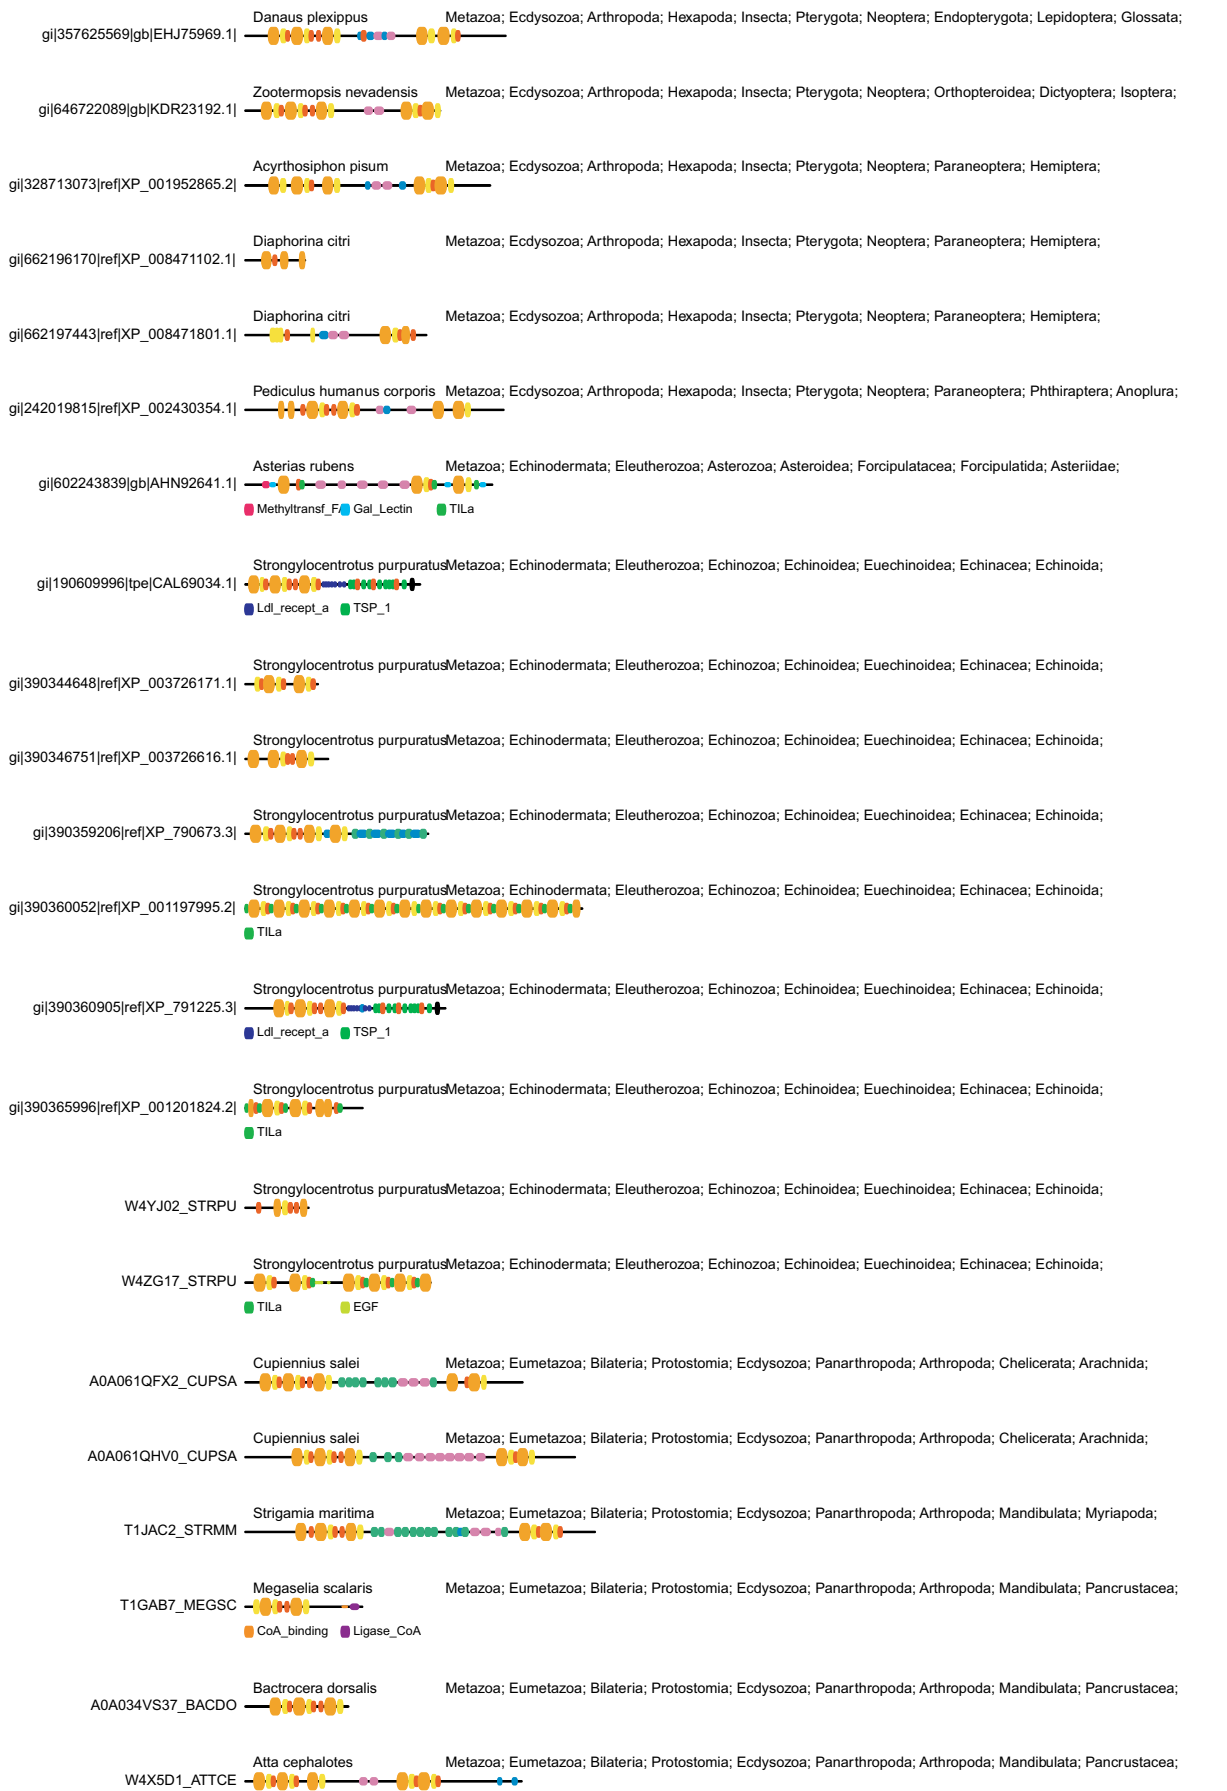 Danaus plexippus Metazoa; Ecdysozoa; Arthropoda; Hexapoda; Insecta; Pterygota; Neoptera; Endopterygota; Lepidoptera; Glossata;
gi|357625569|gb|EHJ75969.1|
Zootermopsis nevadensis Metazoa; Ecdysozoa; Arthropoda; Hexapoda; Insecta; Pterygota; Neoptera; Orthopteroidea; Dictyoptera; Isoptera;
gi|646722089|gb|KDR23192.1|
Acyrthosiphon pisum Metazoa; Ecdysozoa; Arthropoda; Hexapoda; Insecta; Pterygota; Neoptera; Paraneoptera; Hemiptera;
gi|328713073|ref|XP_001952865.2|
Diaphorina citri Metazoa; Ecdysozoa; Arthropoda; Hexapoda; Insecta; Pterygota; Neoptera; Paraneoptera; Hemiptera;
gi|662196170|ref|XP_008471102.1|
Diaphorina citri Metazoa; Ecdysozoa; Arthropoda; Hexapoda; Insecta; Pterygota; Neoptera; Paraneoptera; Hemiptera;
gi|662197443|ref|XP_008471801.1|
Pediculus humanus corporis Metazoa; Ecdysozoa; Arthropoda; Hexapoda; Insecta; Pterygota; Neoptera; Paraneoptera; Phthiraptera; Anoplura;
gi|242019815|ref|XP_002430354.1|
Asterias rubens Metazoa; Echinodermata; Eleutherozoa; Asterozoa; Asteroidea; Forcipulatacea; Forcipulatida; Asteriidae;
gi|602243839|gb|AHN92641.1|
Methyltransf_FA Gal_Lectin TILa
Strongylocentrotus purpuratus Metazoa; Echinodermata; Eleutherozoa; Echinozoa; Echinoidea; Euechinoidea; Echinacea; Echinoida;
gi|190609996|tpe|CAL69034.1|
Ldl_recept_a TSP_1
Strongylocentrotus purpuratus Metazoa; Echinodermata; Eleutherozoa; Echinozoa; Echinoidea; Euechinoidea; Echinacea; Echinoida;
gi|390344648|ref|XP_003726171.1|
Strongylocentrotus purpuratus Metazoa; Echinodermata; Eleutherozoa; Echinozoa; Echinoidea; Euechinoidea; Echinacea; Echinoida;
gi|390346751|ref|XP_003726616.1|
Strongylocentrotus purpuratus Metazoa; Echinodermata; Eleutherozoa; Echinozoa; Echinoidea; Euechinoidea; Echinacea; Echinoida;
gi|390359206|ref|XP_790673.3|
Strongylocentrotus purpuratus Metazoa; Echinodermata; Eleutherozoa; Echinozoa; Echinoidea; Euechinoidea; Echinacea; Echinoida;
gi|390360052|ref|XP_001197995.2|
TILa
Strongylocentrotus purpuratus Metazoa; Echinodermata; Eleutherozoa; Echinozoa; Echinoidea; Euechinoidea; Echinacea; Echinoida;
gi|390360905|ref|XP_791225.3|
Ldl_recept_a TSP_1
Strongylocentrotus purpuratus Metazoa; Echinodermata; Eleutherozoa; Echinozoa; Echinoidea; Euechinoidea; Echinacea; Echinoida;
gi|390365996|ref|XP_001201824.2|
TILa
Strongylocentrotus purpuratus Metazoa; Echinodermata; Eleutherozoa; Echinozoa; Echinoidea; Euechinoidea; Echinacea; Echinoida;
W4YJ02_STRPU
Strongylocentrotus purpuratus Metazoa; Echinodermata; Eleutherozoa; Echinozoa; Echinoidea; Euechinoidea; Echinacea; Echinoida;
W4ZG17_STRPU
TILa EGF
Cupiennius salei Metazoa; Eumetazoa; Bilateria; Protostomia; Ecdysozoa; Panarthropoda; Arthropoda; Chelicerata; Arachnida;
A0A061QFX2_CUPSA
Cupiennius salei Metazoa; Eumetazoa; Bilateria; Protostomia; Ecdysozoa; Panarthropoda; Arthropoda; Chelicerata; Arachnida;
A0A061QHV0_CUPSA
Strigamia maritima Metazoa; Eumetazoa; Bilateria; Protostomia; Ecdysozoa; Panarthropoda; Arthropoda; Mandibulata; Myriapoda;
T1JAC2_STRMM
Megaselia scalaris Metazoa; Eumetazoa; Bilateria; Protostomia; Ecdysozoa; Panarthropoda; Arthropoda; Mandibulata; Pancrustacea;
T1GAB7_MEGSC
CoA_binding Ligase_CoA
Bactrocera dorsalis Metazoa; Eumetazoa; Bilateria; Protostomia; Ecdysozoa; Panarthropoda; Arthropoda; Mandibulata; Pancrustacea;
A0A034VS37_BACDO
Atta cephalotes Metazoa; Eumetazoa; Bilateria; Protostomia; Ecdysozoa; Panarthropoda; Arthropoda; Mandibulata; Pancrustacea;
W4X5D1_ATTCE